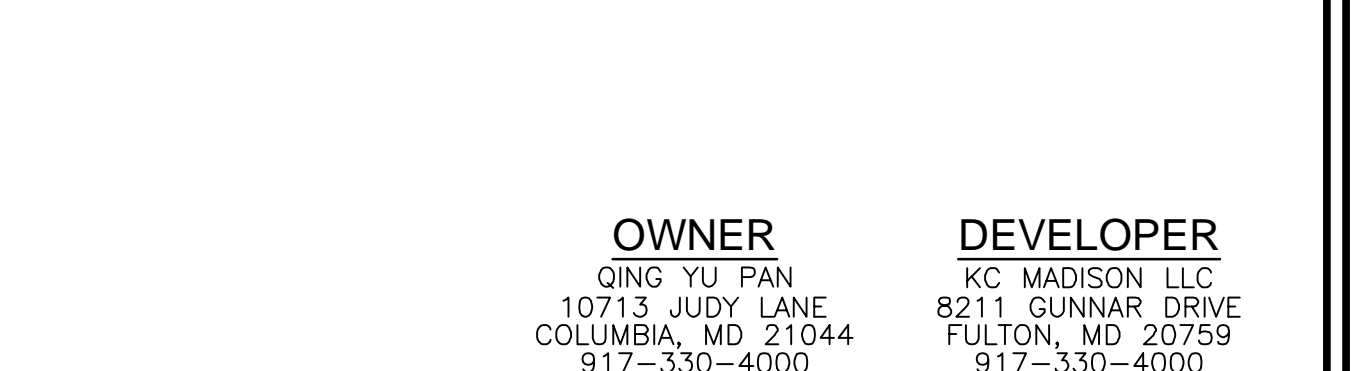 OWNER
QING YU PAN
10713 JUDY LANE
COLUMBIA, MD 21044
917-330-4000
DEVELOPER
KC MADISON LLC
8211 GUNNAR DRIVE
FULTON, MD 20759
917-330-4000